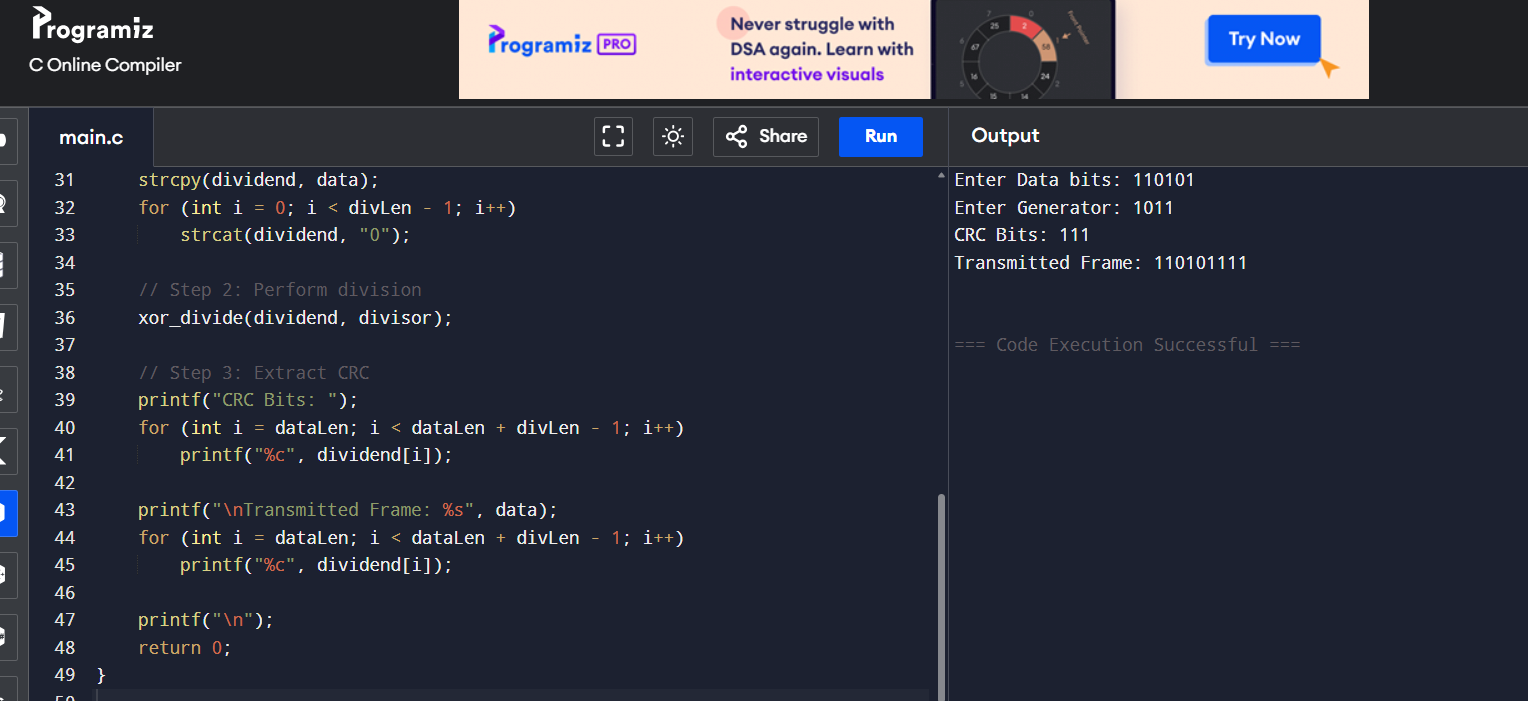 Programiz
C Online Compiler
Programiz PRO
Never struggle with
DSA again. Learn with
interactive visuals
Try Now
main.c
Share
Run
Output
31 strcpy(dividend, data);
32 for (int i = 0; i < divLen - 1; i++)
33 strcat(dividend, "0");
34
35 // Step 2: Perform division
36 xor_divide(dividend, divisor);
37
38 // Step 3: Extract CRC
39 printf("CRC Bits: ");
40 for (int i = dataLen; i < dataLen + divLen - 1; i++)
41 printf("%c", dividend[i]);
42
43 printf("\nTransmitted Frame: %s", data);
44 for (int i = dataLen; i < dataLen + divLen - 1; i++)
45 printf("%c", dividend[i]);
46
47 printf("\n");
48 return 0;
49 }
Enter Data bits: 110101
Enter Generator: 1011
CRC Bits: 111
Transmitted Frame: 110101111
=== Code Execution Successful ===